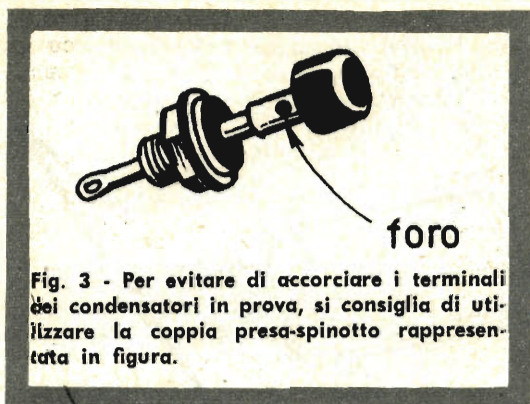 foro
Fig. 3 - Per evitare di accorciare i terminali
dei condensatori in prova, si consiglia di uti-
lizzare la coppia presa-spinotto rappresen-
tata in figura.